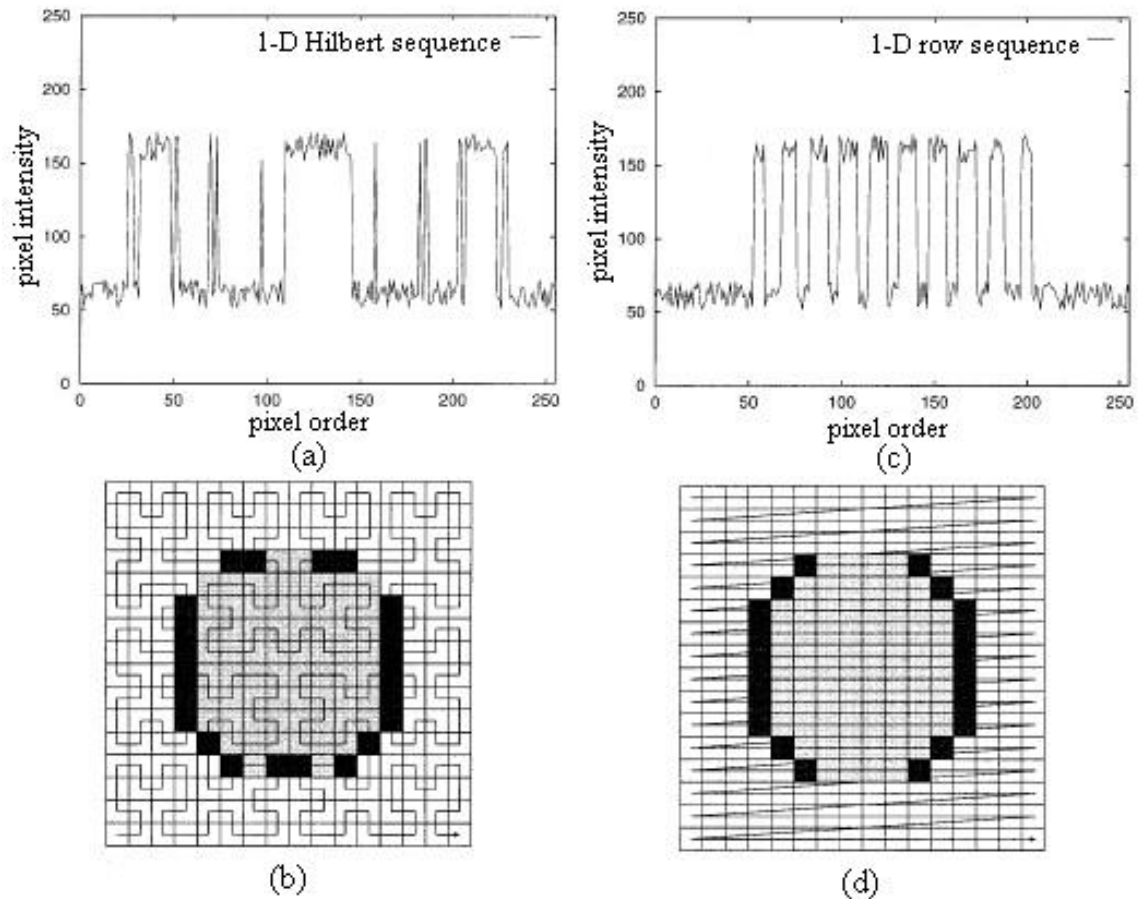 250
1-D Hilbert sequence
200
150
100
50
0
pixel intensity
0 50 100 150 200 250
pixel order
(a)
250
1-D row sequence
200
150
100
50
0
pixel intensity
0 50 100 150 200 250
pixel order
(c)
(b)
(d)